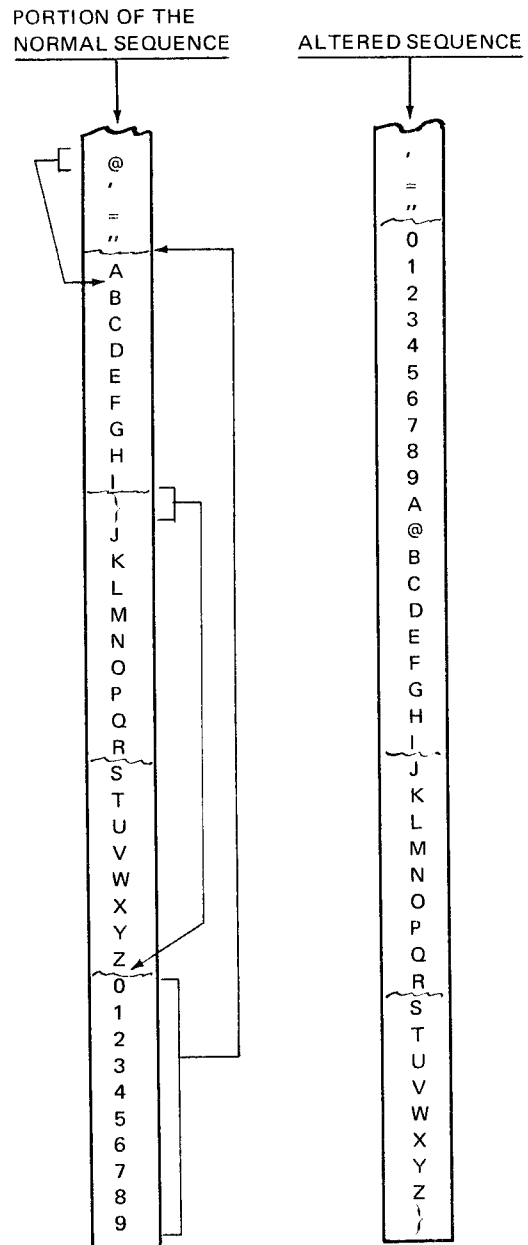 PORTION OF THE
NORMAL SEQUENCE
@
'
=
"
A
B
C
D
E
F
G
H
I
}
J
K
L
M
N
O
P
Q
R
S
T
U
V
W
X
Y
Z
0
1
2
3
4
5
6
7
8
9
ALTERED SEQUENCE
'
=
"
0
1
2
3
4
5
6
7
8
9
A
@
B
C
D
E
F
G
H
I
J
K
L
M
N
O
P
Q
R
S
T
U
V
W
X
Y
Z
}